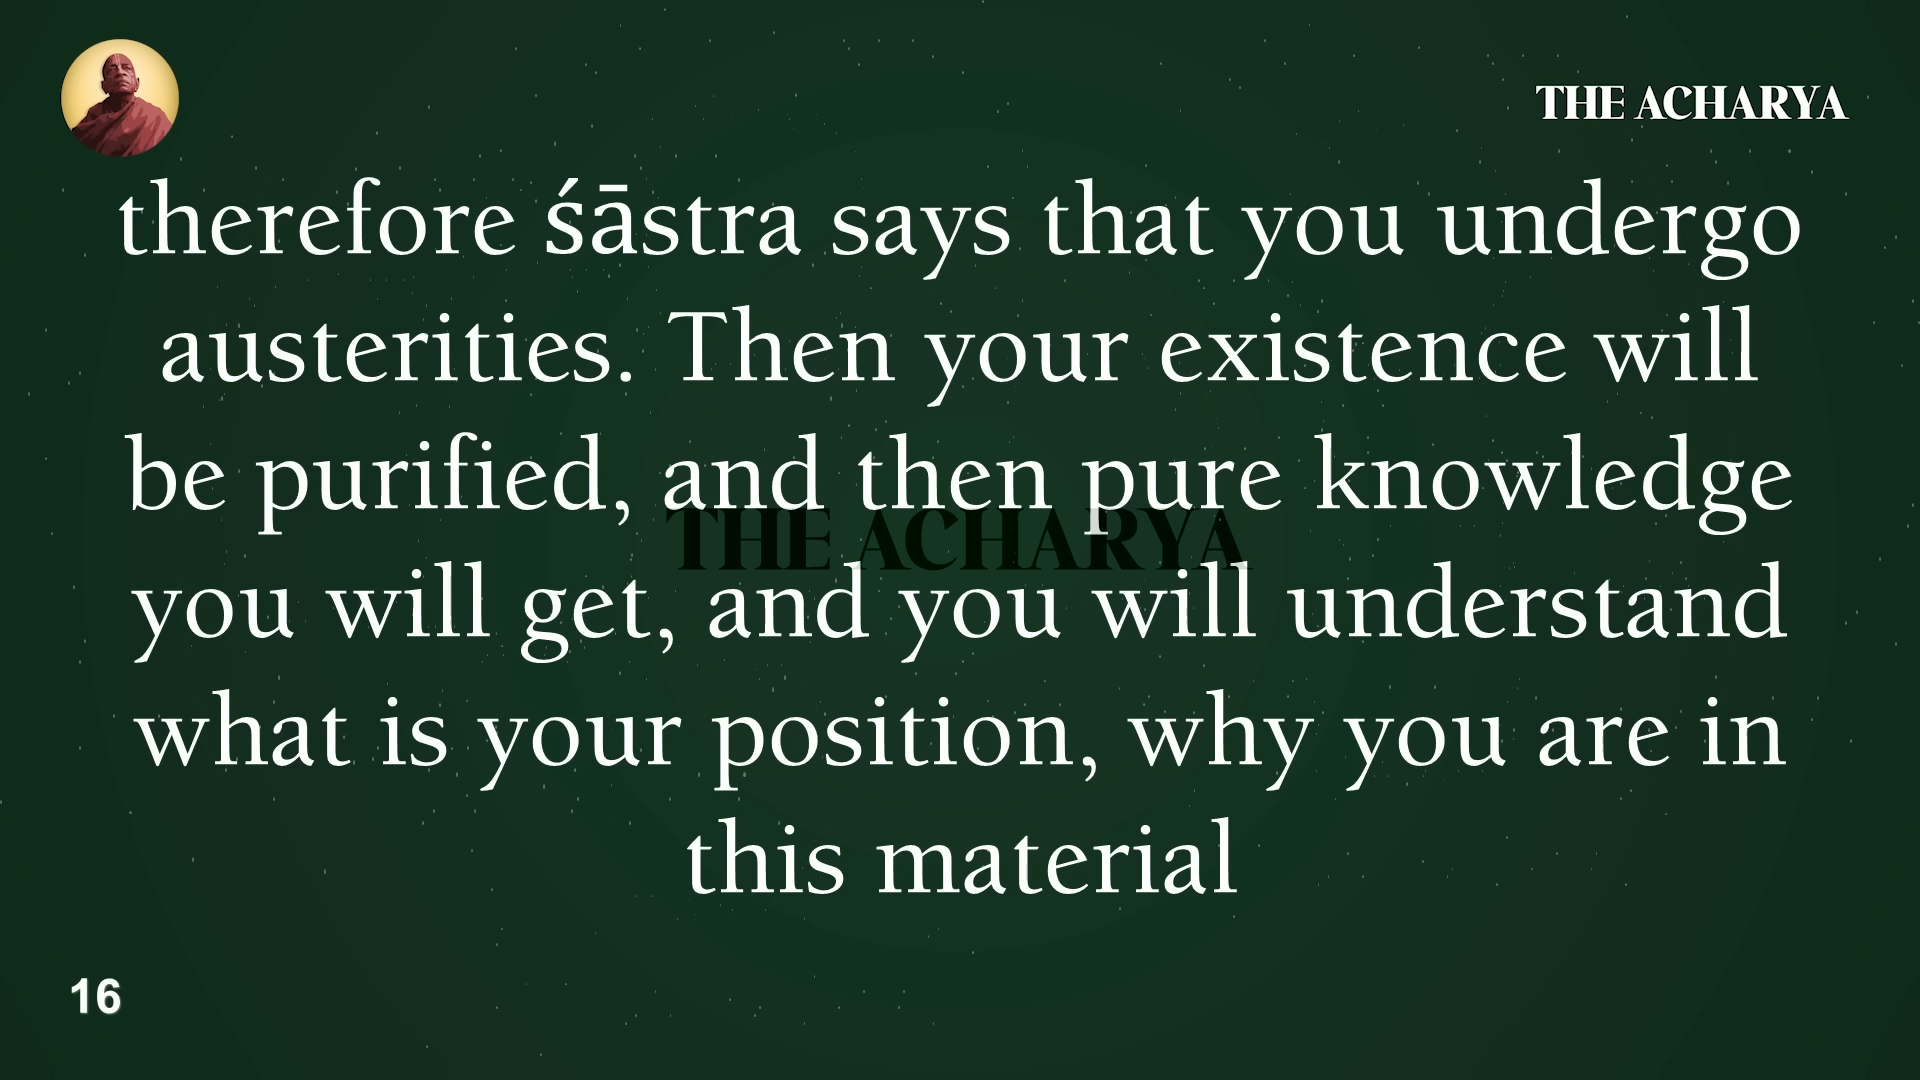 THE ACHARYA
therefore śāstra says that you undergo
austerities. Then your existence will
be purified, and then pure knowledge
THE ACHARYA
you will get, and you will understand
what is your position, why you are in
this material
16